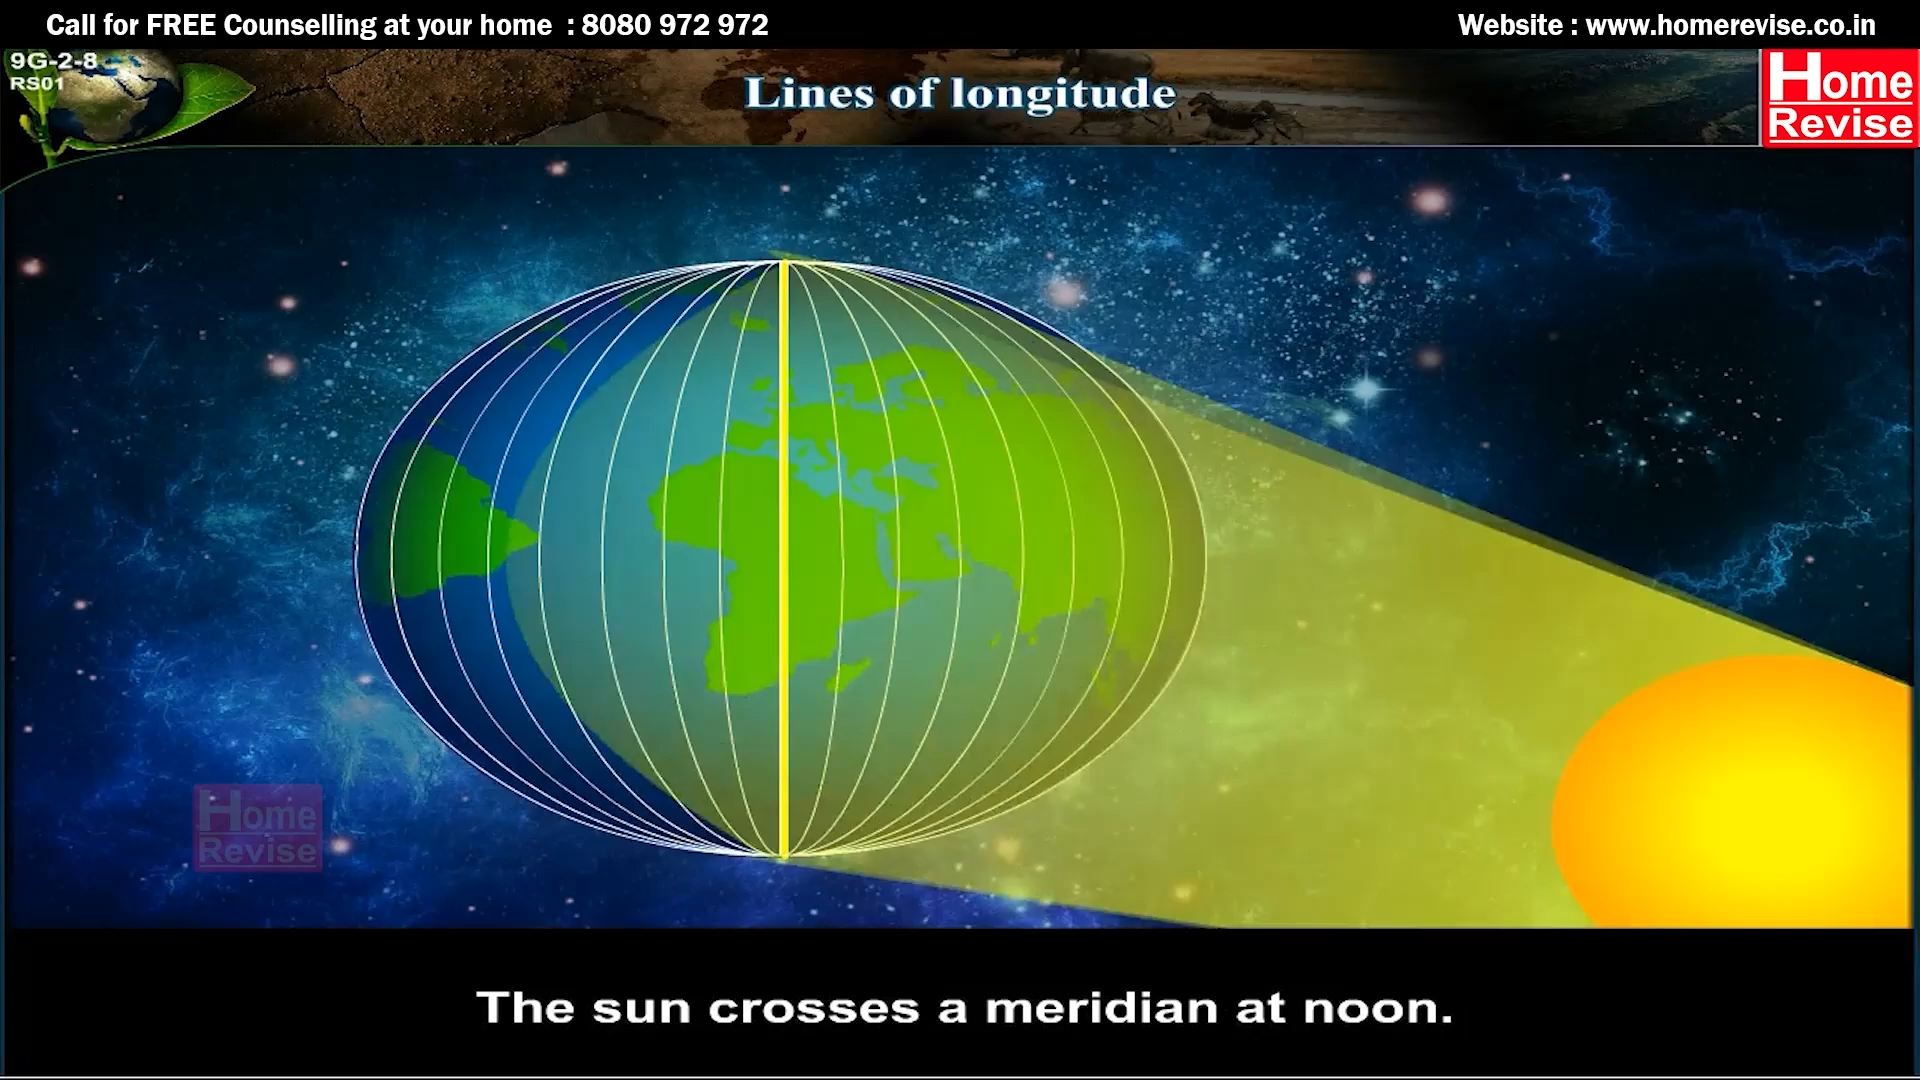 Call for FREE Counselling at your home : 8080 972 972
Website : www.homerevise.co.in
9G-2-8
RS01
Lines of longitude
Home
Revise
Home
Revise
The sun crosses a meridian at noon.